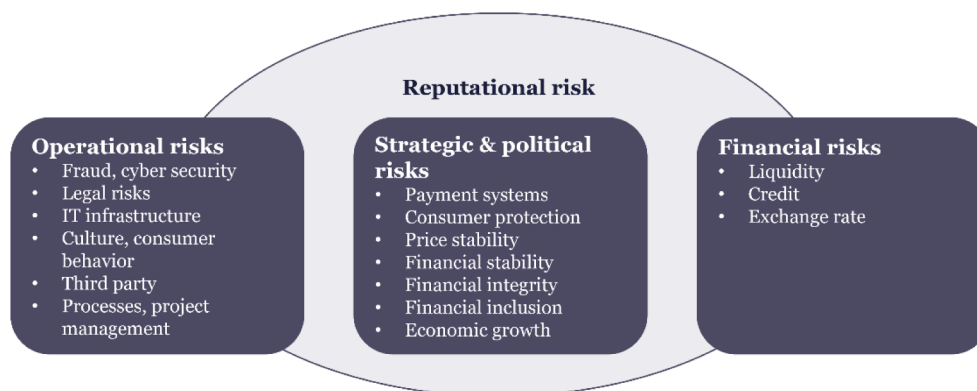 Reputational risk
Operational risks
• Fraud, cyber security
• Legal risks
• IT infrastructure
• Culture, consumer
behavior
• Third party
• Processes, project
management
Strategic & political
risks
• Payment systems
• Consumer protection
• Price stability
• Financial stability
• Financial integrity
• Financial inclusion
• Economic growth
Financial risks
• Liquidity
• Credit
• Exchange rate